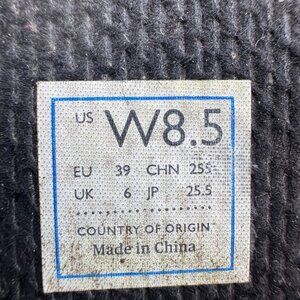 US W8.5
EU 39 CHN 255
UK 6 JP 25.5
COUNTRY OF ORIGIN
Made in China